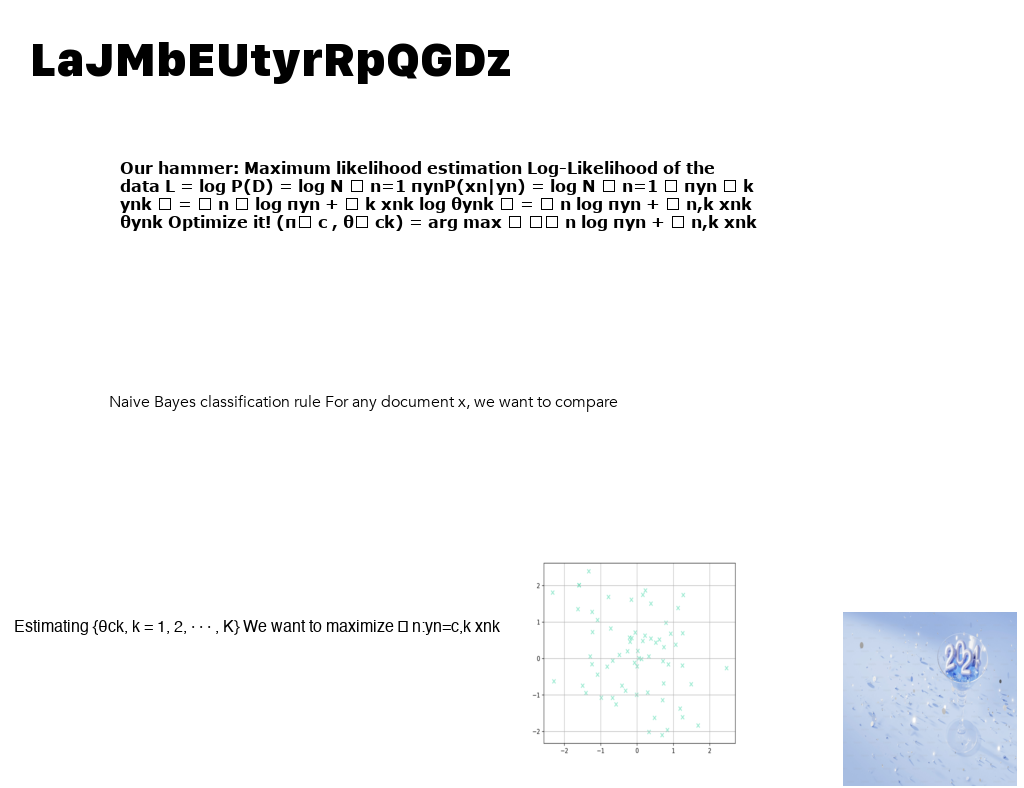 LaJMbEUtyrRpQGDz
Our hammer: Maximum likelihood estimation Log-Likelihood of the
data L = log P(D) = log N □ n=1 πynP(xn|yn) = log N □ n=1 □ πyn □ k
ynk □ = □ n □ log πyn + □ k xnk log θynk □ = □ n log πyn + □ n,k xnk
θynk Optimize it! (π□ c , θ□ ck) = arg max □ □□ n log πyn + □ n,k xnk
Naive Bayes classification rule For any document x, we want to compare
Estimating {θck, k = 1, 2, · · · , K} We want to maximize □ n:yn=c,k xnk
2
1
0
−1
−2
−2 −1 0 1 2
2024